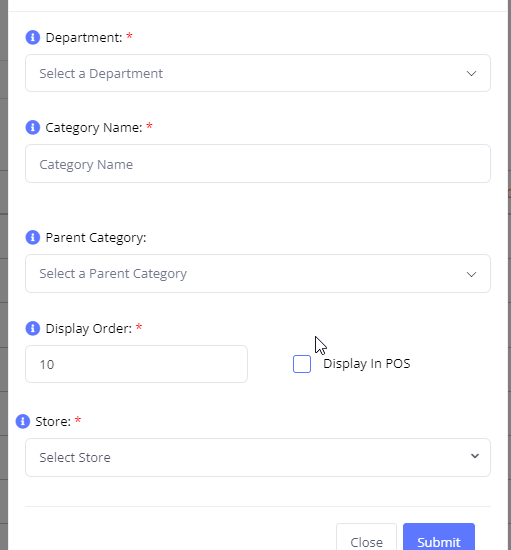 Department: *
Select a Department
Category Name: *
Category Name
Parent Category:
Select a Parent Category
Display Order: *
10
Display In POS
Store: *
Select Store
Close
Submit